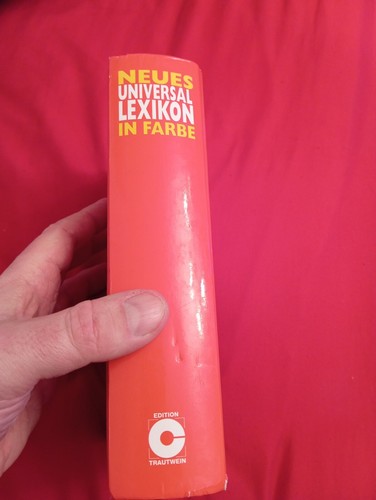 NEUES
UNIVERSAL
LEXIKON
IN FARBE
EDITION
C
TRAUTWEIN